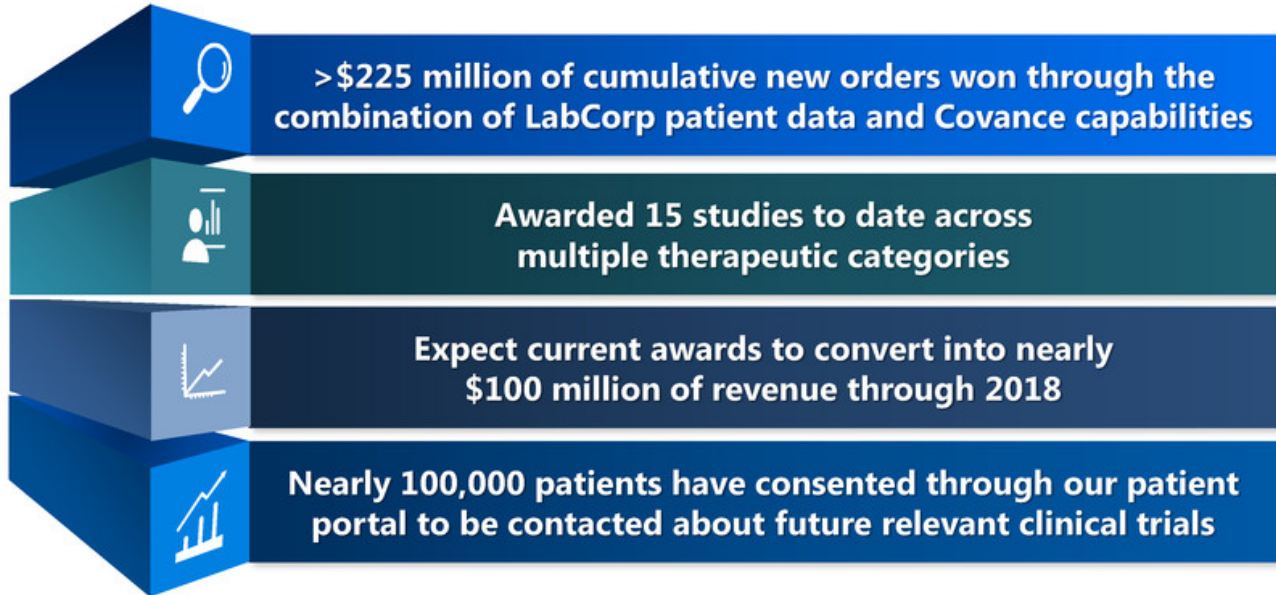 >$225 million of cumulative new orders won through the
combination of LabCorp patient data and Covance capabilities
Awarded 15 studies to date across
multiple therapeutic categories
Expect current awards to convert into nearly
$100 million of revenue through 2018
Nearly 100,000 patients have consented through our patient
portal to be contacted about future relevant clinical trials